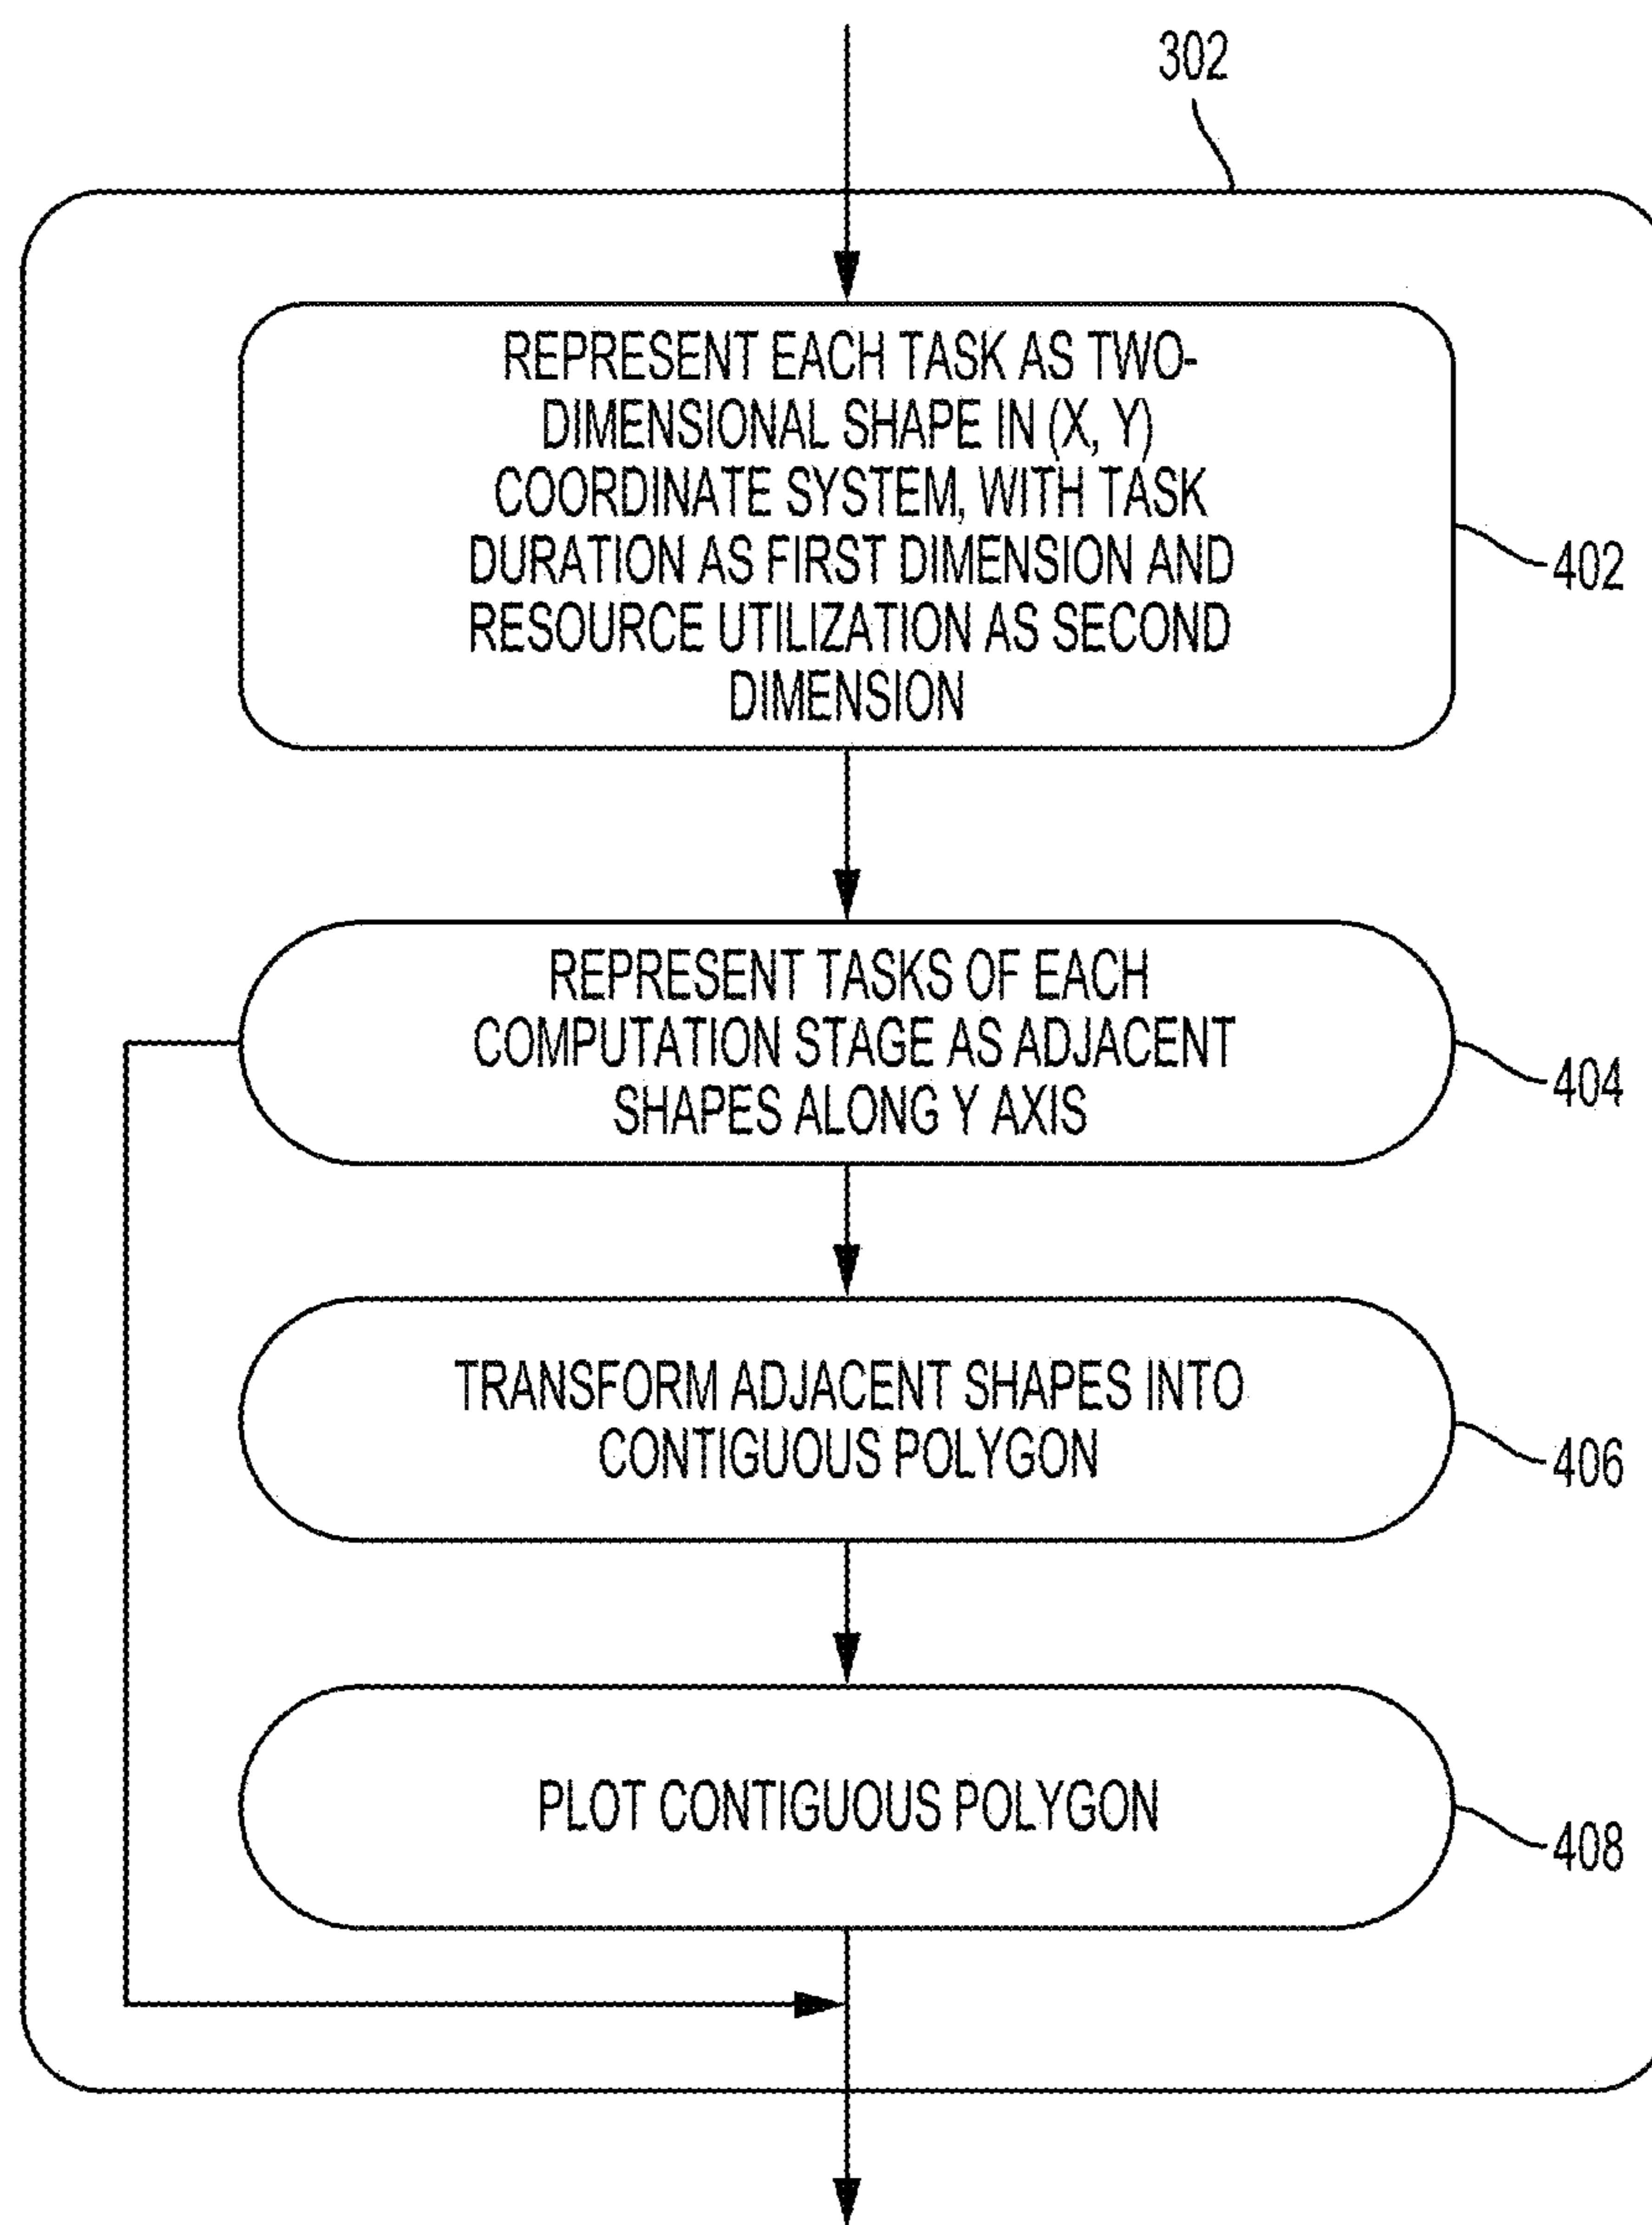 302
REPRESENT EACH TASK AS TWO-
DIMENSIONAL SHAPE IN (X, Y)
COORDINATE SYSTEM, WITH TASK
DURATION AS FIRST DIMENSION AND
RESOURCE UTILIZATION AS SECOND
DIMENSION
402
REPRESENT TASKS OF EACH
COMPUTATION STAGE AS ADJACENT
SHAPES ALONG Y AXIS
404
TRANSFORM ADJACENT SHAPES INTO
CONTIGUOUS POLYGON
406
PLOT CONTIGUOUS POLYGON
408